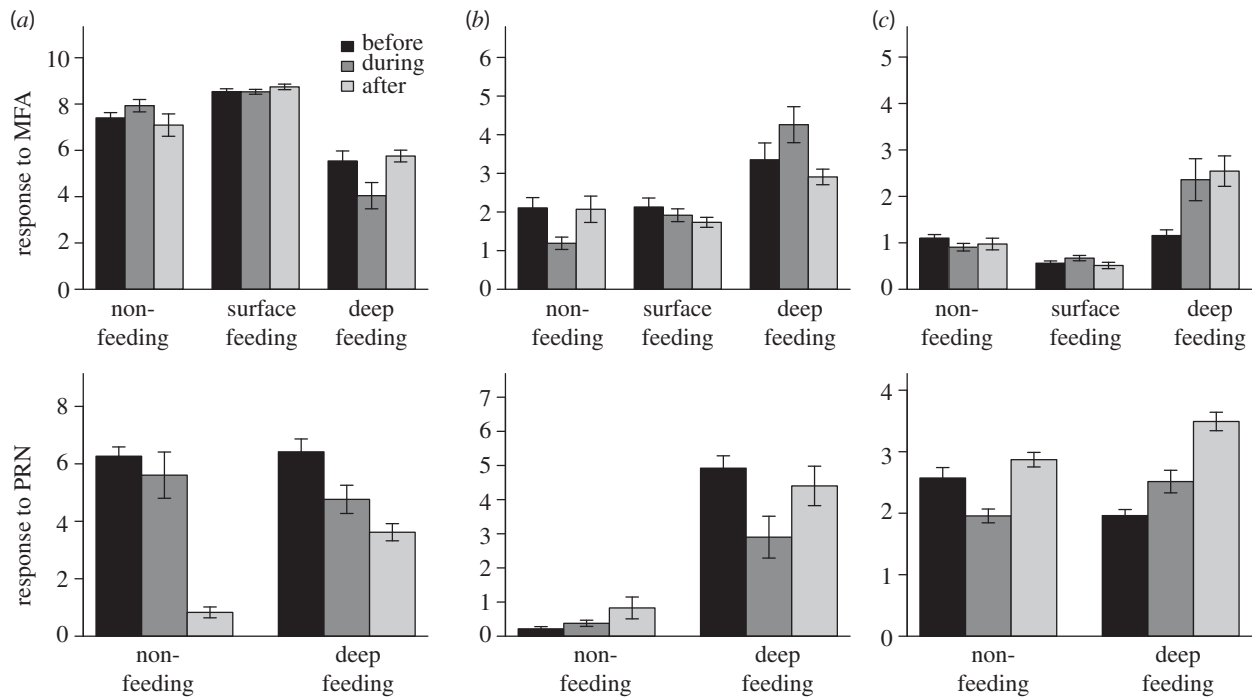 (a)
before
during
after
response to MFA
10
8
6
4
2
0
non-
feeding
surface
feeding
deep
feeding
(b)
6
5
4
3
2
1
0
non-
feeding
surface
feeding
deep
feeding
(c)
5
4
3
2
1
0
non-
feeding
surface
feeding
deep
feeding
response to PRN
8
6
4
2
0
non-
feeding
deep
feeding
7
6
5
4
3
2
1
0
non-
feeding
deep
feeding
4
3
2
1
0
non-
feeding
deep
feeding